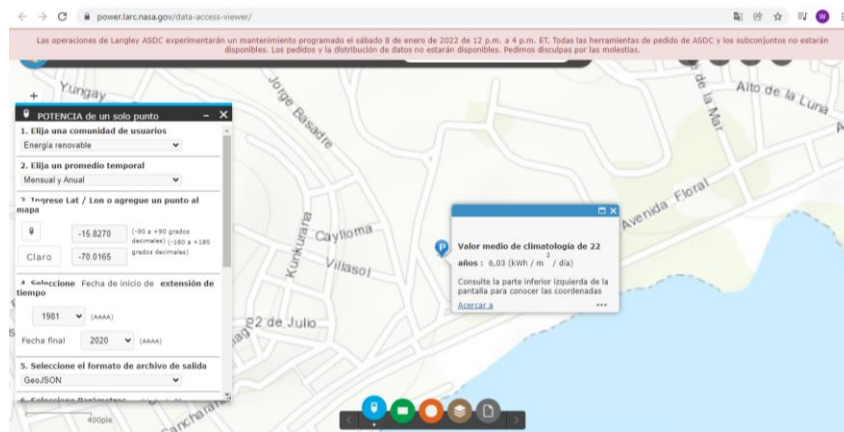 power.larc.nasa.gov/data-access-viewer/
Las operaciones de Langley ASDC experimentarán un mantenimiento programado el sábado 8 de enero de 2022 de 12 p.m. a 4 p.m. ET. Todas las herramientas de pedido de ASDC y los subconjuntos no estarán
disponibles. Los pedidos y la distribución de datos no estarán disponibles. Pedimos disculpas por las molestias.
Yungay
Jorge Basadre
de la Mar
Alto de la Luna
POTENCIA de un solo punto
1. Elija una comunidad de usuarios
Energía renovable
2. Elija un promedio temporal
Mensual y Anual
3. Ingrese Lat / Lon o agregue un punto al
mapa
-15.8270
(-90 a +90 grados
decimales) (-180 a +180
grados decimales)
Claro
-70.0165
4. Seleccione Fecha de inicio de extensión de
tiempo
1981
(AAAA)
Fecha final
2020
(AAAA)
5. Seleccione el formato de archivo de salida
GeoJSON
400pie
Kunkurana
Caylloma
Villasol
2 de Julio
Avenida Floral
P
Valor medio de climatología de 22
años : 6,03 (kWh / m 2 / día)
Consulte la parte inferior izquierda de la
pantalla para conocer las coordenadas
Acercar a
W